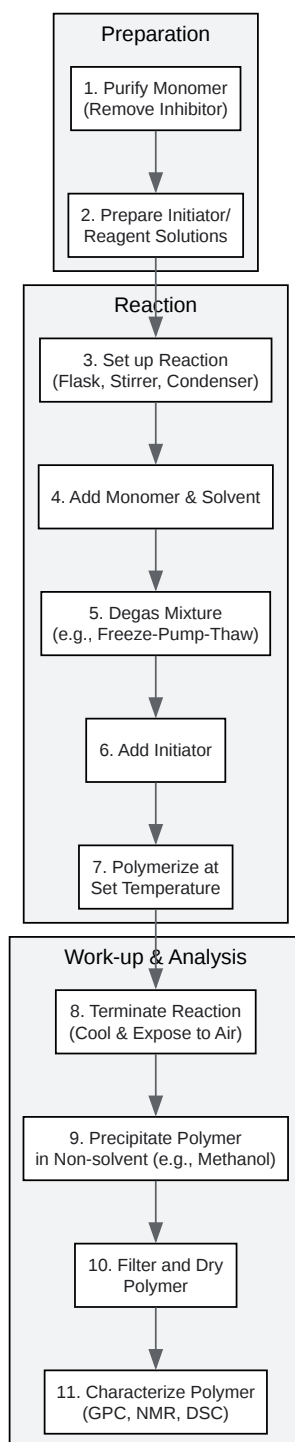 Preparation
1. Purify Monomer
(Remove Inhibitor)
2. Prepare Initiator/
Reagent Solutions
Reaction
3. Set up Reaction
(Flask, Stirrer, Condenser)
4. Add Monomer & Solvent
5. Degas Mixture
(e.g., Freeze-Pump-Thaw)
6. Add Initiator
7. Polymerize at
Set Temperature
Work-up & Analysis
8. Terminate Reaction
(Cool & Expose to Air)
9. Precipitate Polymer
in Non-solvent (e.g., Methanol)
10. Filter and Dry
Polymer
11. Characterize Polymer
(GPC, NMR, DSC)